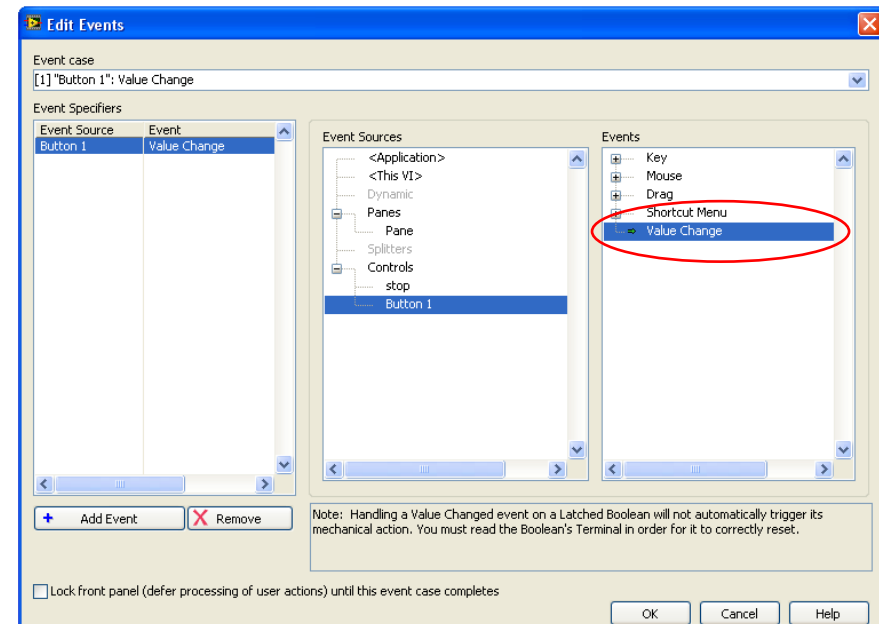 Edit Events
Event case
[1] "Button 1": Value Change
Event Specifiers
Event Source Event
Button 1 Value Change
Event Sources
<Application>
<This VI>
Dynamic
Panes
Pane
Splitters
Controls
stop
Button 1
Events
Key
Mouse
Drag
Shortcut Menu
Value Change
Add Event
Remove
Note: Handling a Value Changed event on a Latched Boolean will not automatically trigger its
mechanical action. You must read the Boolean's Terminal in order for it to correctly reset.
Lock front panel (defer processing of user actions) until this event case completes
OK
Cancel
Help